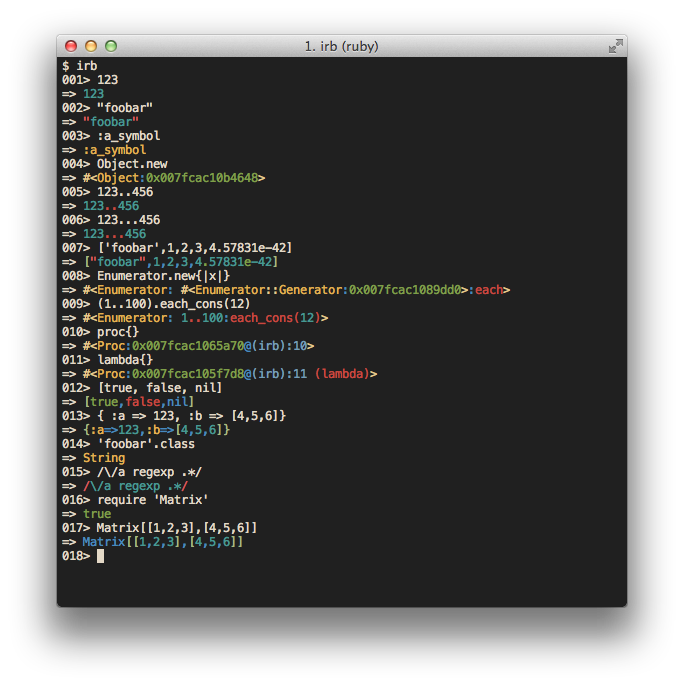 1. irb (ruby)
$ irb
001> 123
=> 123
002> "foobar"
=> "foobar"
003> :a_symbol
=> :a_symbol
004> Object.new
=> #<Object:0x007fcac10b4648>
005> 123..456
=> 123..456
006> 123...456
=> 123...456
007> ['foobar',1,2,3,4.57831e-42]
=> ["foobar",1,2,3,4.57831e-42]
008> Enumerator.new{|x|}
=> #<Enumerator: #<Enumerator::Generator:0x007fcac1089dd0>:each>
009> (1..100).each_cons(12)
=> #<Enumerator: 1..100:each_cons(12)>
010> proc{}
=> #<Proc:0x007fcac1065a70@(irb):10>
011> lambda{}
=> #<Proc:0x007fcac105f7d8@(irb):11 (lambda)>
012> [true, false, nil]
=> [true,false,nil]
013> { :a => 123, :b => [4,5,6]}
=> {:a=>123,:b=>[4,5,6]}
014> 'foobar'.class
=> String
015> /\/a regexp .*/
=> /\/a regexp .*/
016> require 'Matrix'
=> true
017> Matrix[[1,2,3],[4,5,6]]
=> Matrix[[1,2,3],[4,5,6]]
018>